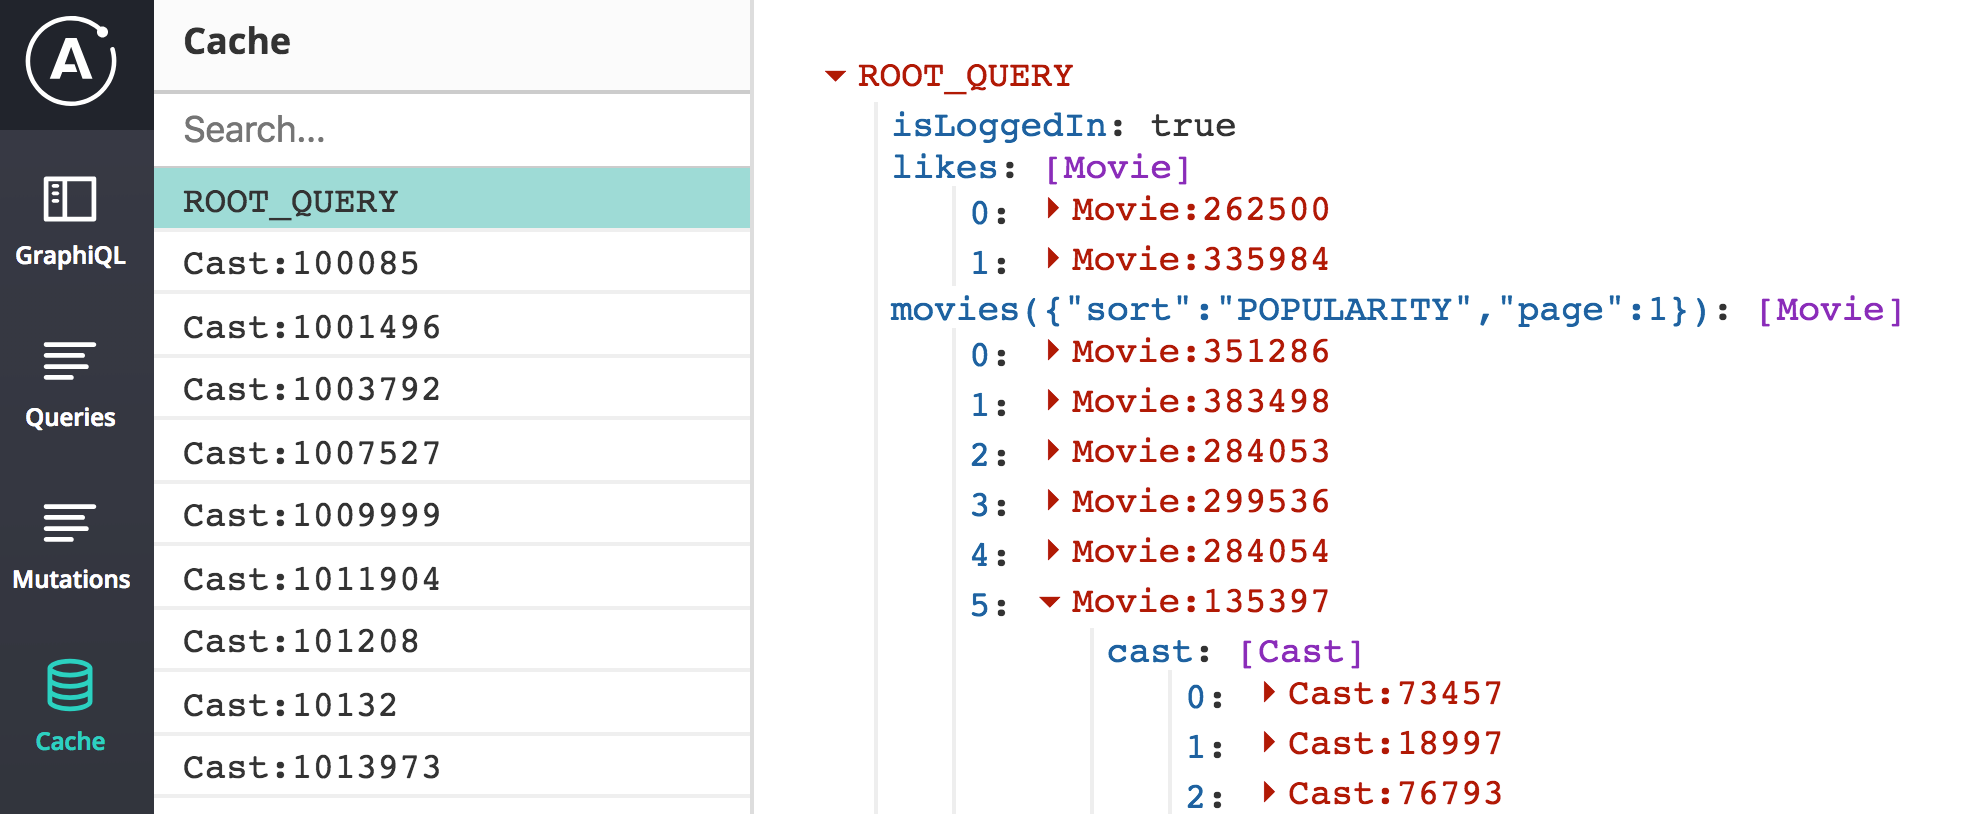 A
GraphiQL
Queries
Mutations
Cache
Cache
Search...
ROOT_QUERY
Cast:100085
Cast:1001496
Cast:1003792
Cast:1007527
Cast:1009999
Cast:1011904
Cast:101208
Cast:10132
Cast:1013973
ROOT_QUERY
isLoggedIn: true
likes: [Movie]
0: Movie:262500
1: Movie:335984
movies({"sort":"POPULARITY","page":1}): [Movie]
0: Movie:351286
1: Movie:383498
2: Movie:284053
3: Movie:299536
4: Movie:284054
5: Movie:135397
cast: [Cast]
0: Cast:73457
1: Cast:18997
2: Cast:76793